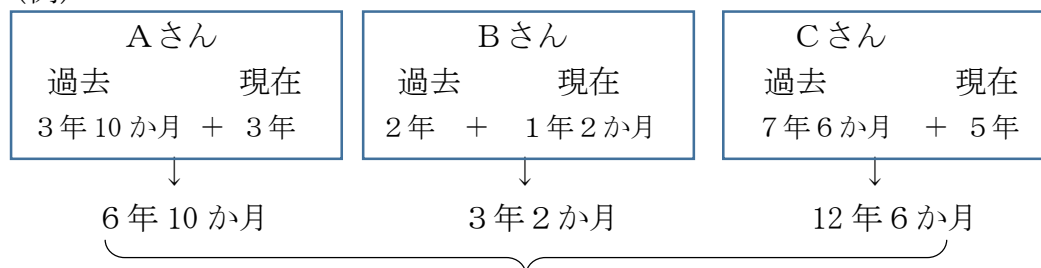 Aさん Bさん Cさん
過去 現在 過去 現在 過去 現在
3年10か月 + 3年 2年 + 1年2か月 7年6か月 + 5年
↓ ↓ ↓
6年10か月 3年2か月 12年6か月